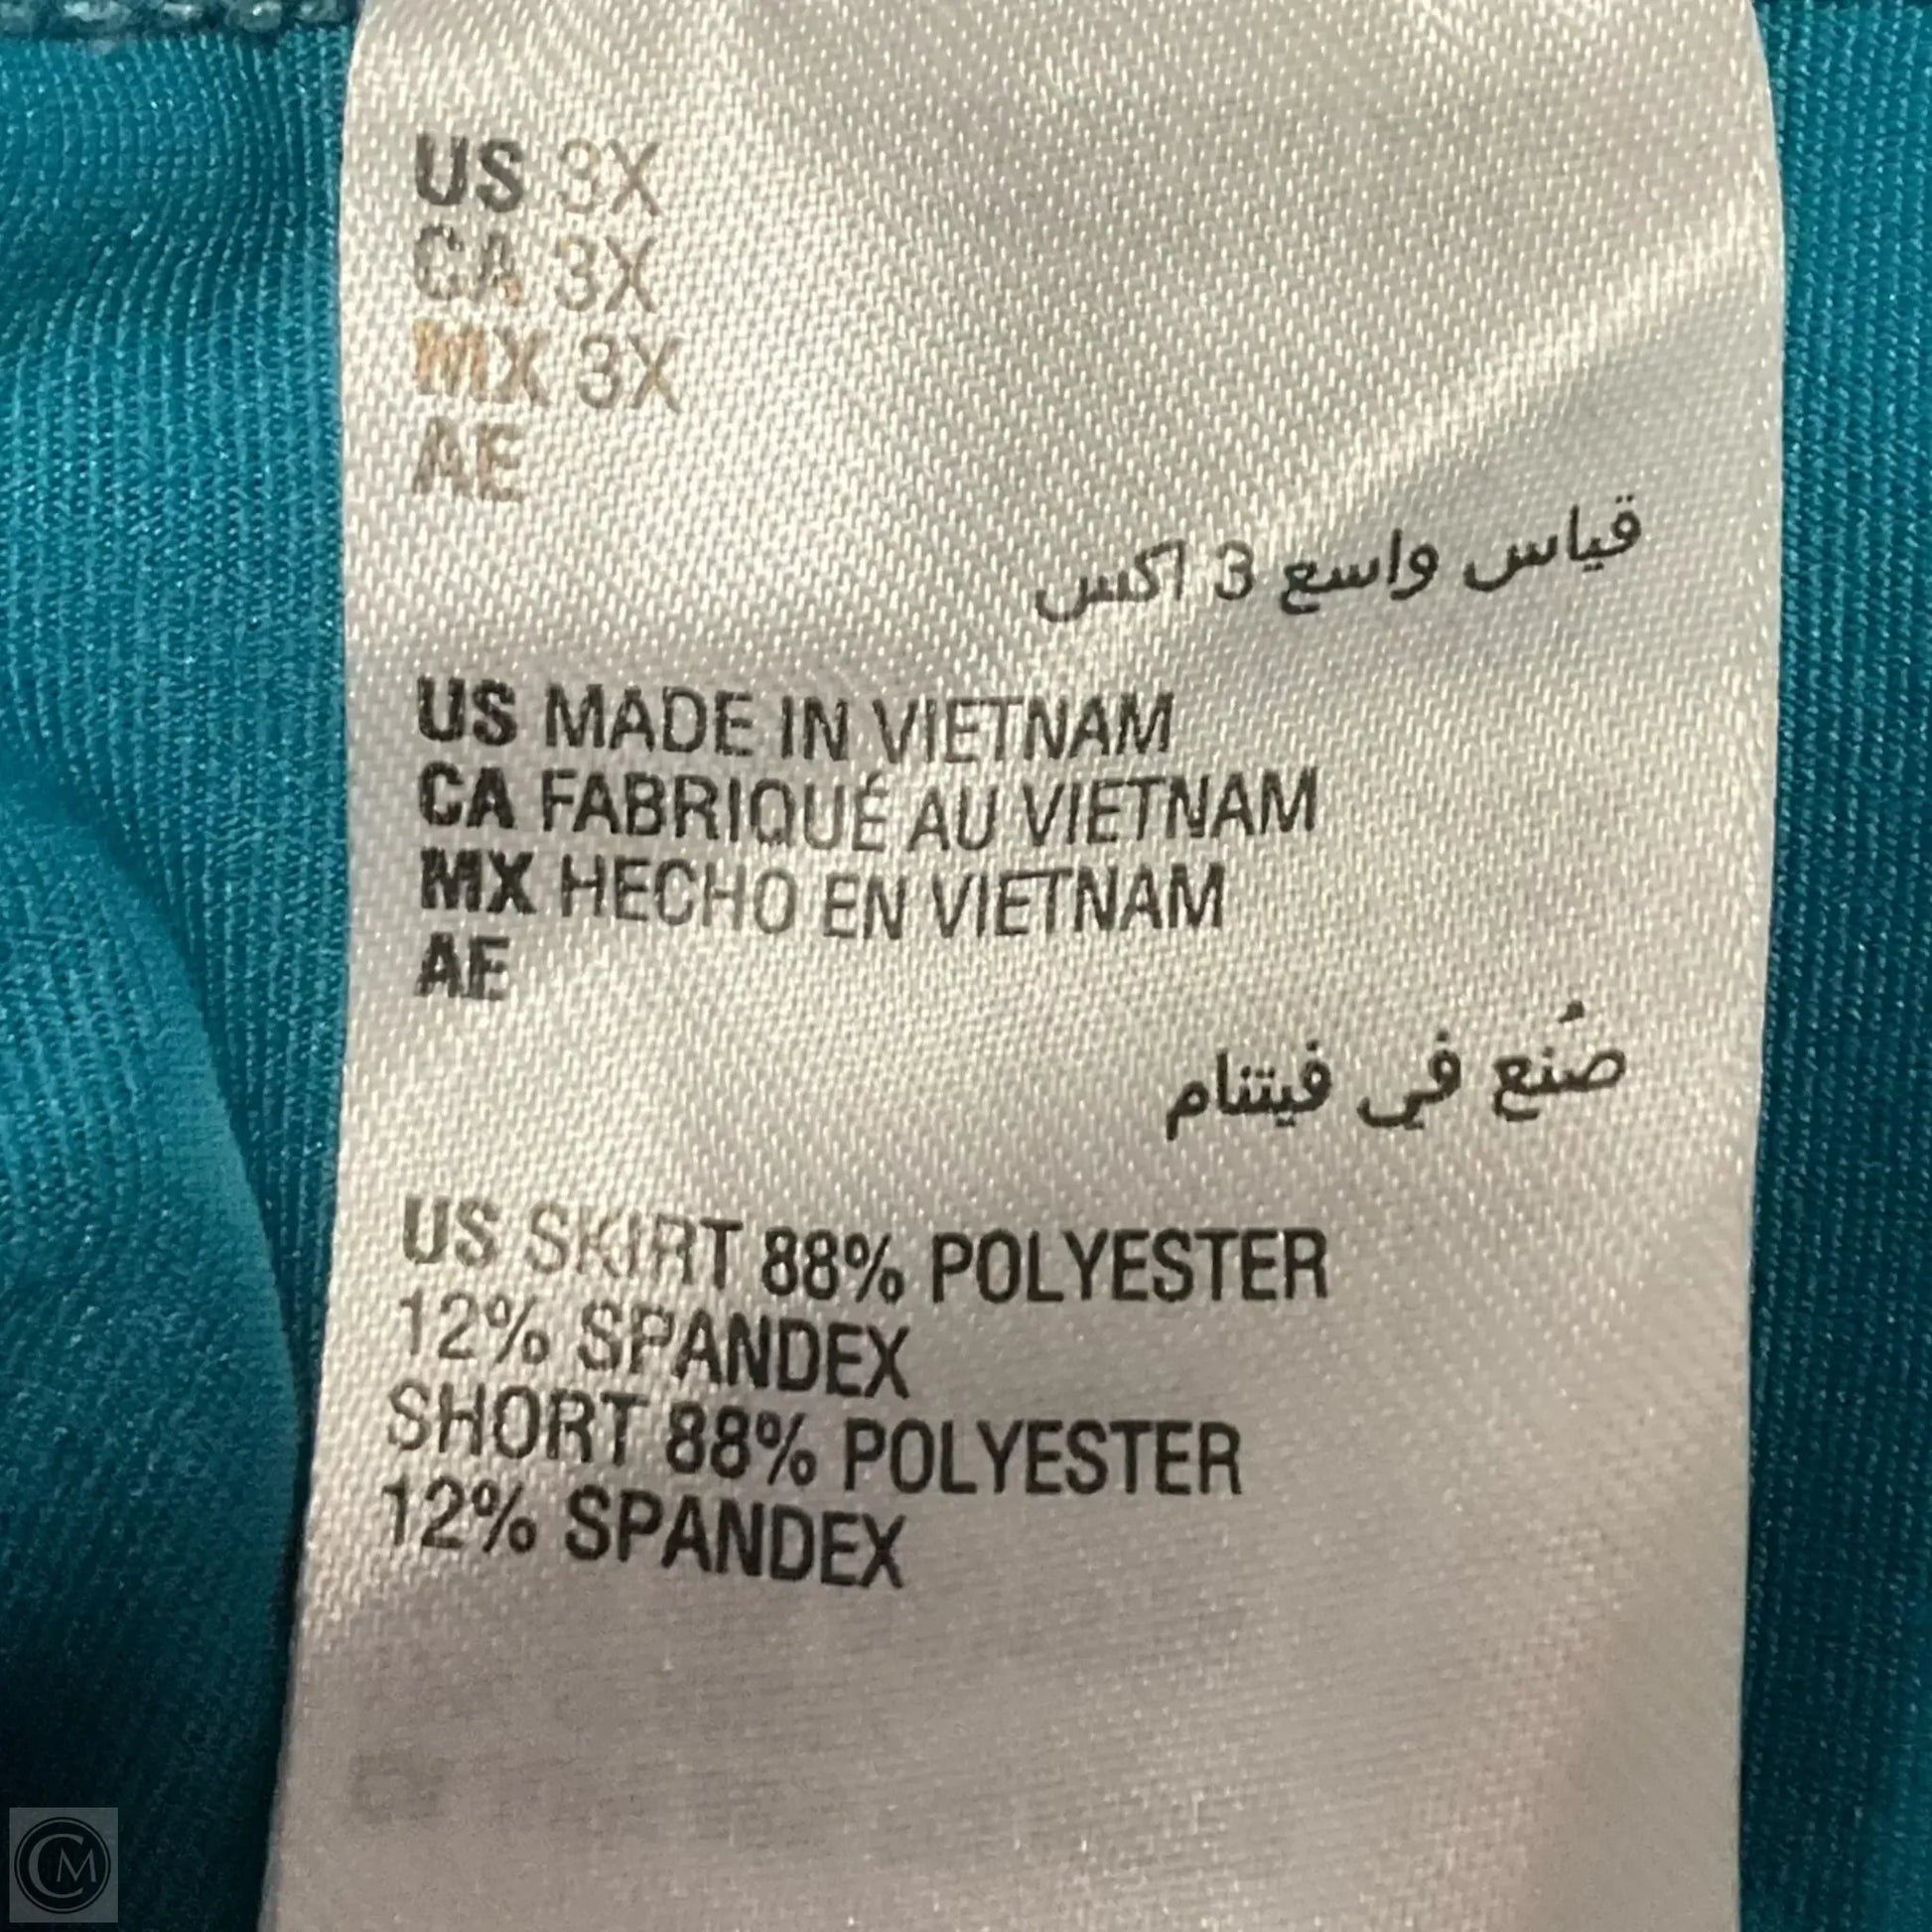 US 3X
CA 3X
MX 3X
AE
قياس واسع 3 اكس
US MADE IN VIETNAM
CA FABRIQUÉ AU VIETNAM
MX HECHO EN VIETNAM
AE
صُنع في فيتنام
US SKIRT 88% POLYESTER
12% SPANDEX
SHORT 88% POLYESTER
12% SPANDEX
CM